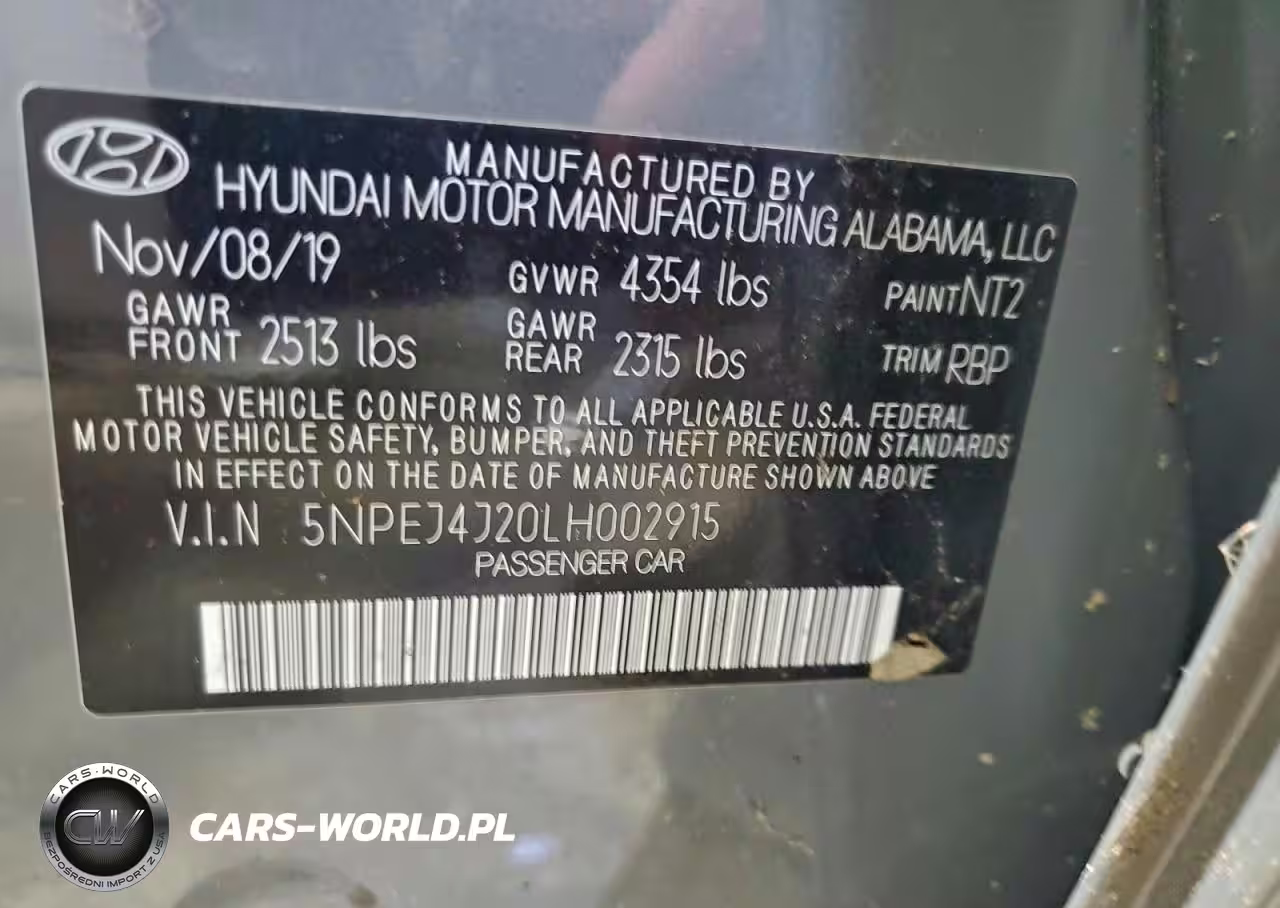 MANUFACTURED BY
HYUNDAI MOTOR MANUFACTURING ALABAMA, LLC
Nov/08/19 GVWR 4354 lbs PAINT NT2
GAWR FRONT 2513 lbs GAWR REAR 2315 lbs TRIM RBP
THIS VEHICLE CONFORMS TO ALL APPLICABLE U.S.A. FEDERAL
MOTOR VEHICLE SAFETY, BUMPER, AND THEFT PREVENTION STANDARDS
IN EFFECT ON THE DATE OF MANUFACTURE SHOWN ABOVE
V.I.N 5NPEJ4J20LH002915
PASSENGER CAR
CARS-WORLD
CW
BEZPOŚREDNI IMPORT Z USA
CARS-WORLD.PL